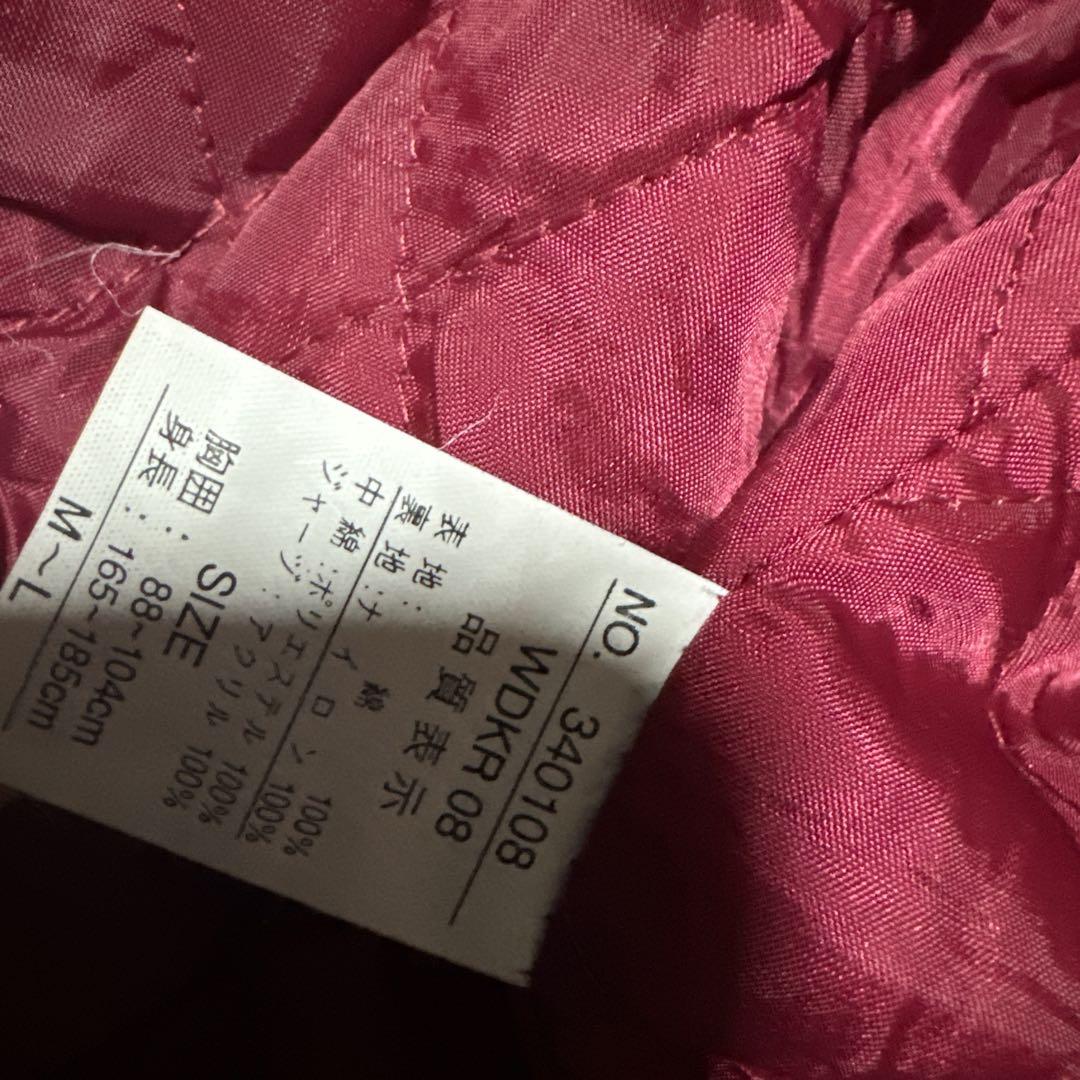 NO. 340108
WDKR 08
品質表示
表地：綿 100%
裏地：ナイロン 100%
中綿：ポリエステル 100%
ジャージ：アクリル 100%
SIZE
胸囲：88~104cm
身長：165~185cm
M~L